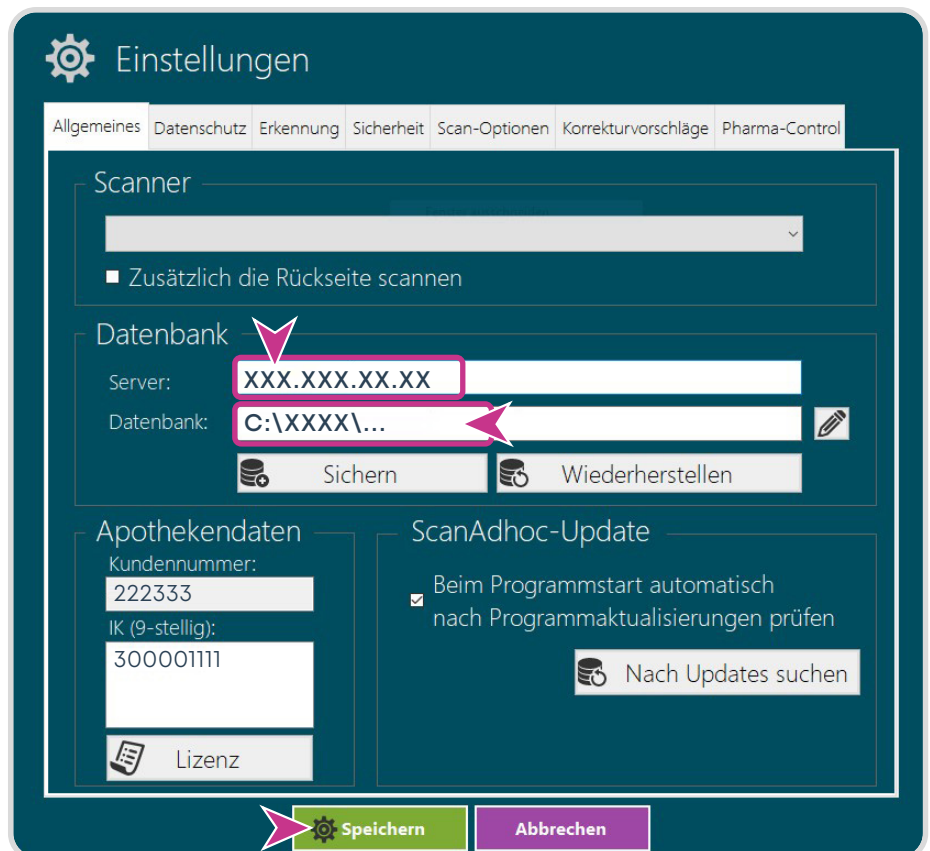 Einstellungen
Allgemeines Datenschutz Erkennung Sicherheit Scan-Optionen Korrekturvorschläge Pharma-Control
Scanner
Zusätzlich die Rückseite scannen
Datenbank
Server: XXX.XXX.XX.XX
Datenbank: C:\XXXX\...
Sichern Wiederherstellen
Apothekendaten
Kundennummer:
222333
IK (9-stellig):
300001111
Lizenz
ScanAdhoc-Update
Beim Programmstart automatisch
nach Programmaktualisierungen prüfen
Nach Updates suchen
Speichern Abbrechen